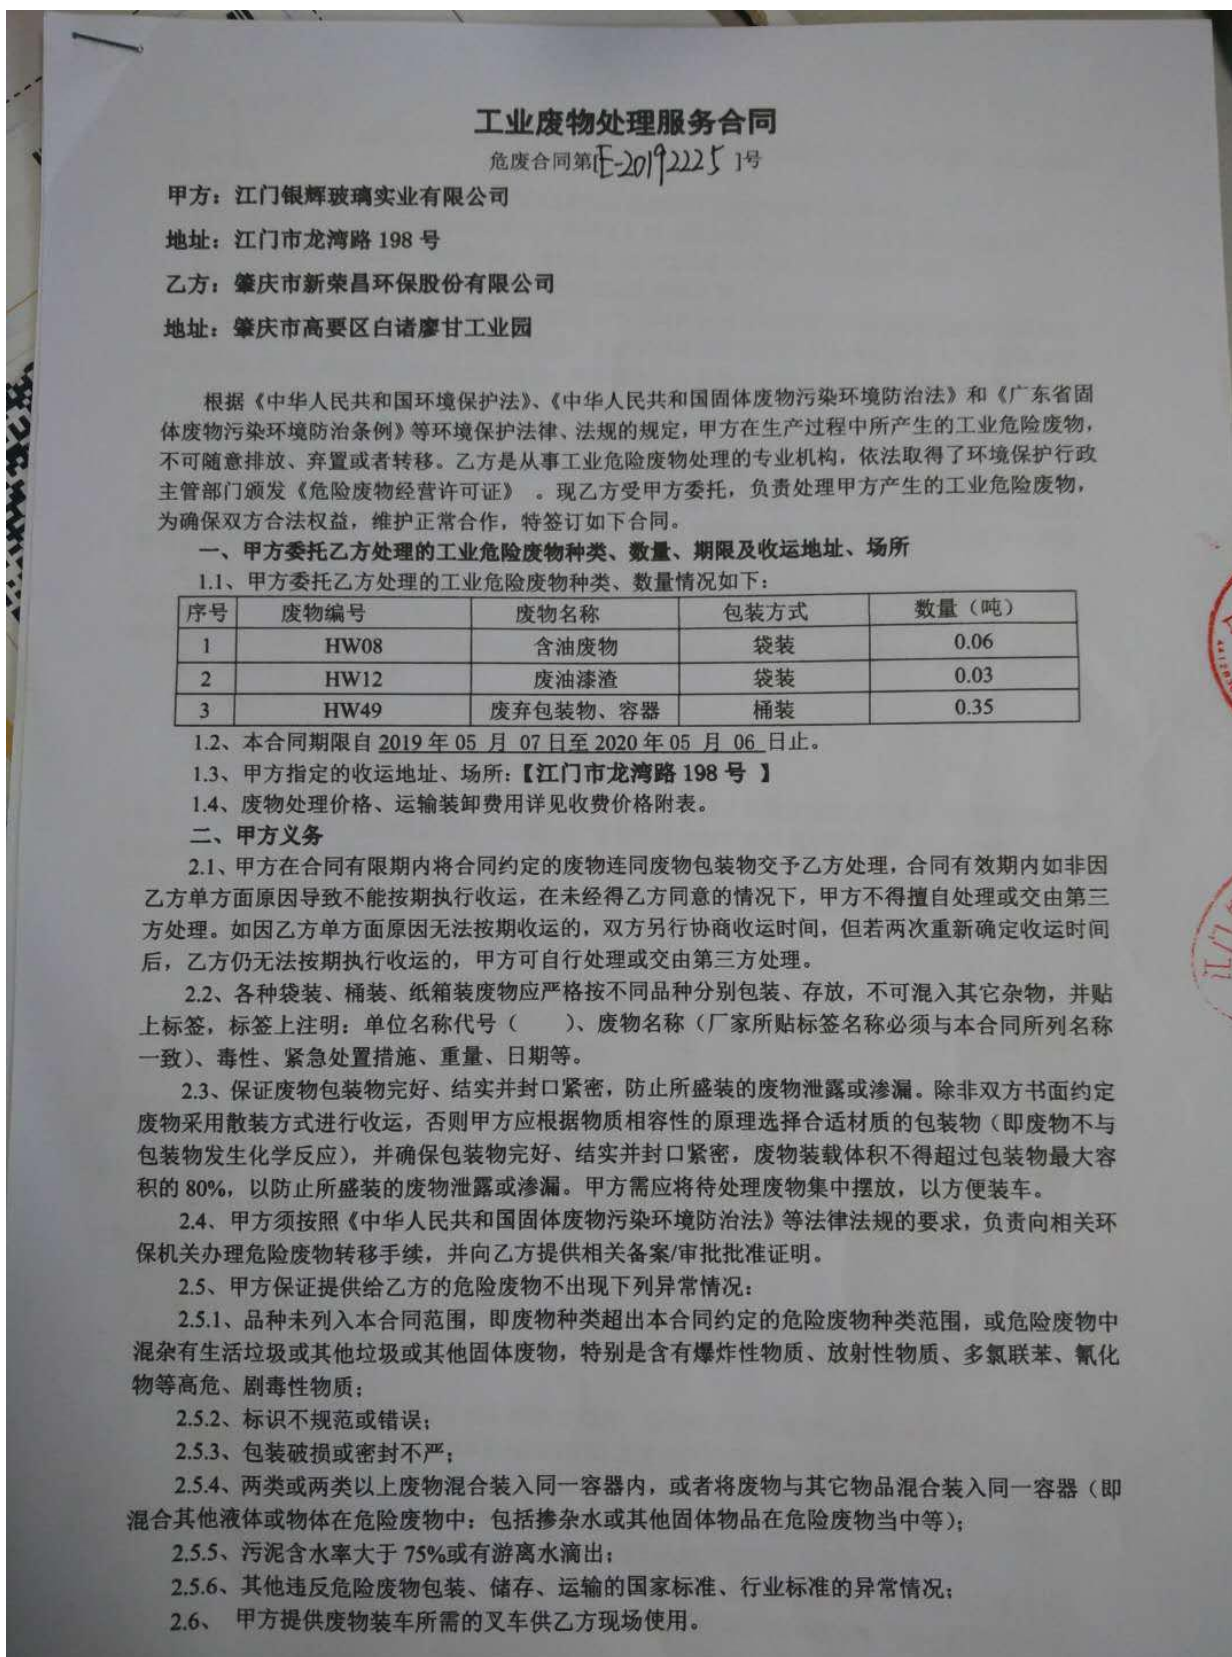 工业废物处理服务合同
危废合同第[E-20192225 ]号
甲方：江门银辉玻璃实业有限公司
地址：江门市龙湾路 198 号
乙方：肇庆市新荣昌环保股份有限公司
地址：肇庆市高要区白诸廖甘工业园
根据《中华人民共和国环境保护法》、《中华人民共和国固体废物污染环境防治法》和《广东省固
体废物污染环境防治条例》等环境保护法律、法规的规定，甲方在生产过程中所产生的工业危险废物，
不可随意排放、弃置或者转移。乙方是从事工业危险废物处理的专业机构，依法取得了环境保护行政
主管部门颁发《危险废物经营许可证》 。现乙方受甲方委托，负责处理甲方产生的工业危险废物，
为确保双方合法权益，维护正常合作，特签订如下合同。
一、甲方委托乙方处理的工业危险废物种类、数量、期限及收运地址、场所
1.1、甲方委托乙方处理的工业危险废物种类、数量情况如下：
序号 废物编号 废物名称 包装方式 数量（吨）
1 HW08 含油废物 袋装 0.06
2 HW12 废油漆渣 袋装 0.03
3 HW49 废弃包装物、容器 桶装 0.35
1.2、本合同期限自 2019 年 05 月 07 日至 2020 年 05 月 06 日止。
1.3、甲方指定的收运地址、场所：【江门市龙湾路 198 号 】
1.4、废物处理价格、运输装卸费用详见收费价格附表。
二、甲方义务
2.1、甲方在合同有限期内将合同约定的废物连同废物包装物交予乙方处理，合同有效期内如非因
乙方单方面原因导致不能按期执行收运，在未经得乙方同意的情况下，甲方不得擅自处理或交由第三
方处理。如因乙方单方面原因无法按期收运的，双方另行协商收运时间，但若两次重新确定收运时间
后，乙方仍无法按期执行收运的，甲方可自行处理或交由第三方处理。
2.2、各种袋装、桶装、纸箱装废物应严格按不同品种分别包装、存放，不可混入其它杂物，并贴
上标签，标签上注明：单位名称代号（ ）、废物名称（厂家所贴标签名称必须与本合同所列名称
一致）、毒性、紧急处置措施、重量、日期等。
2.3、保证废物包装物完好、结实并封口紧密，防止所盛装的废物泄露或渗漏。除非双方书面约定
废物采用散装方式进行收运，否则甲方应根据物质相容性的原理选择合适材质的包装物（即废物不与
包装物发生化学反应），并确保包装物完好、结实并封口紧密，废物装载体积不得超过包装物最大容
积的 80%，以防止所盛装的废物泄露或渗漏。甲方需应将待处理废物集中摆放，以方便装车。
2.4、甲方须按照《中华人民共和国固体废物污染环境防治法》等法律法规的要求，负责向相关环
保机关办理危险废物转移手续，并向乙方提供相关备案/审批批准证明。
2.5、甲方保证提供给乙方的危险废物不出现下列异常情况：
2.5.1、品种未列入本合同范围，即废物种类超出本合同约定的危险废物种类范围，或危险废物中
混杂有生活垃圾或其他垃圾或其他固体废物，特别是含有爆炸性物质、放射性物质、多氯联苯、氰化
物等高危、剧毒性物质；
2.5.2、标识不规范或错误；
2.5.3、包装破损或密封不严；
2.5.4、两类或两类以上废物混合装入同一容器内，或者将废物与其它物品混合装入同一容器（即
混合其他液体或物体在危险废物中：包括掺杂水或其他固体物品在危险废物当中等）；
2.5.5、污泥含水率大于 75%或有游离水滴出；
2.5.6、其他违反危险废物包装、储存、运输的国家标准、行业标准的异常情况；
2.6、 甲方提供废物装车所需的叉车供乙方现场使用。
江门